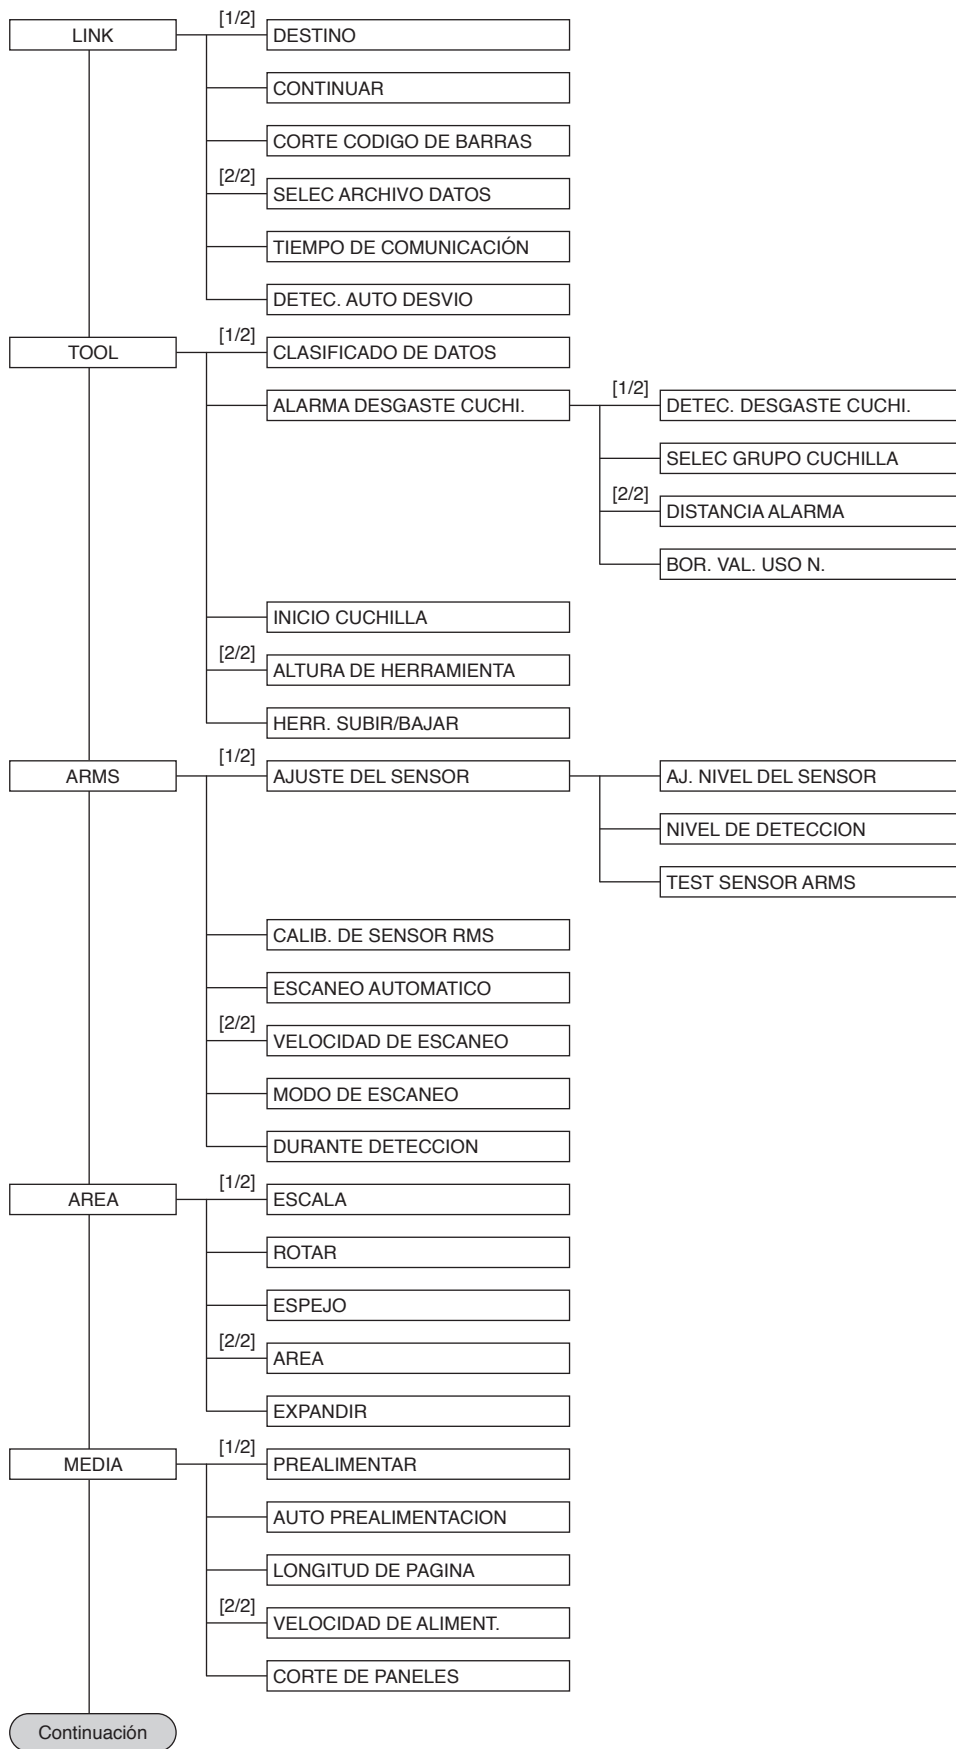 [1/2]
LINK
DESTINO
CONTINUAR
CORTE CODIGO DE BARRAS
[2/2]
SELEC ARCHIVO DATOS
TIEMPO DE COMUNICACIÓN
DETEC. AUTO DESVIO
[1/2]
TOOL
CLASIFICADO DE DATOS
ALARMA DESGASTE CUCHI.
[1/2]
DETEC. DESGASTE CUCHI.
SELEC GRUPO CUCHILLA
[2/2]
DISTANCIA ALARMA
BOR. VAL. USO N.
INICIO CUCHILLA
[2/2]
ALTURA DE HERRAMIENTA
HERR. SUBIR/BAJAR
[1/2]
ARMS
AJUSTE DEL SENSOR
AJ. NIVEL DEL SENSOR
NIVEL DE DETECCION
TEST SENSOR ARMS
CALIB. DE SENSOR RMS
ESCANEO AUTOMATICO
[2/2]
VELOCIDAD DE ESCANEO
MODO DE ESCANEO
DURANTE DETECCION
[1/2]
AREA
ESCALA
ROTAR
ESPEJO
[2/2]
AREA
EXPANDIR
[1/2]
MEDIA
PREALIMENTAR
AUTO PREALIMENTACION
LONGITUD DE PAGINA
[2/2]
VELOCIDAD DE ALIMENT.
CORTE DE PANELES
Continuación